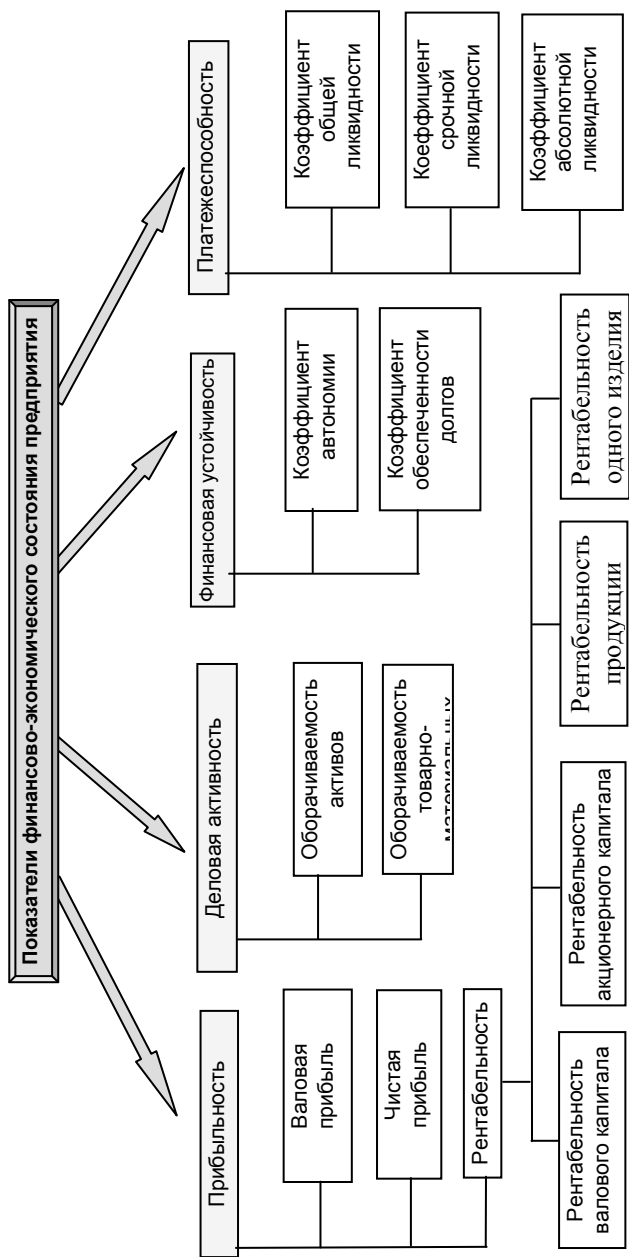 Показатели финансово-экономического состояния предприятия
Прибыльность
Валовая
прибыль
Чистая
прибыль
Рентабельность
Деловая активность
Оборачиваемость
активов
Оборачиваемость
товарно-
материальных
Финансовая устойчивость
Коэффициент
автономии
Коэффициент
обеспеченности
долгов
Платежеспособность
Коэффициент
общей
ликвидности
Коеффициент
срочной
ликвидности
Коэффициент
абсолютной
ликвидности
Рентабельность
валового капитала
Рентабельность
акционерного капитала
Рентабельность
продукции
Рентабельность
одного изделия